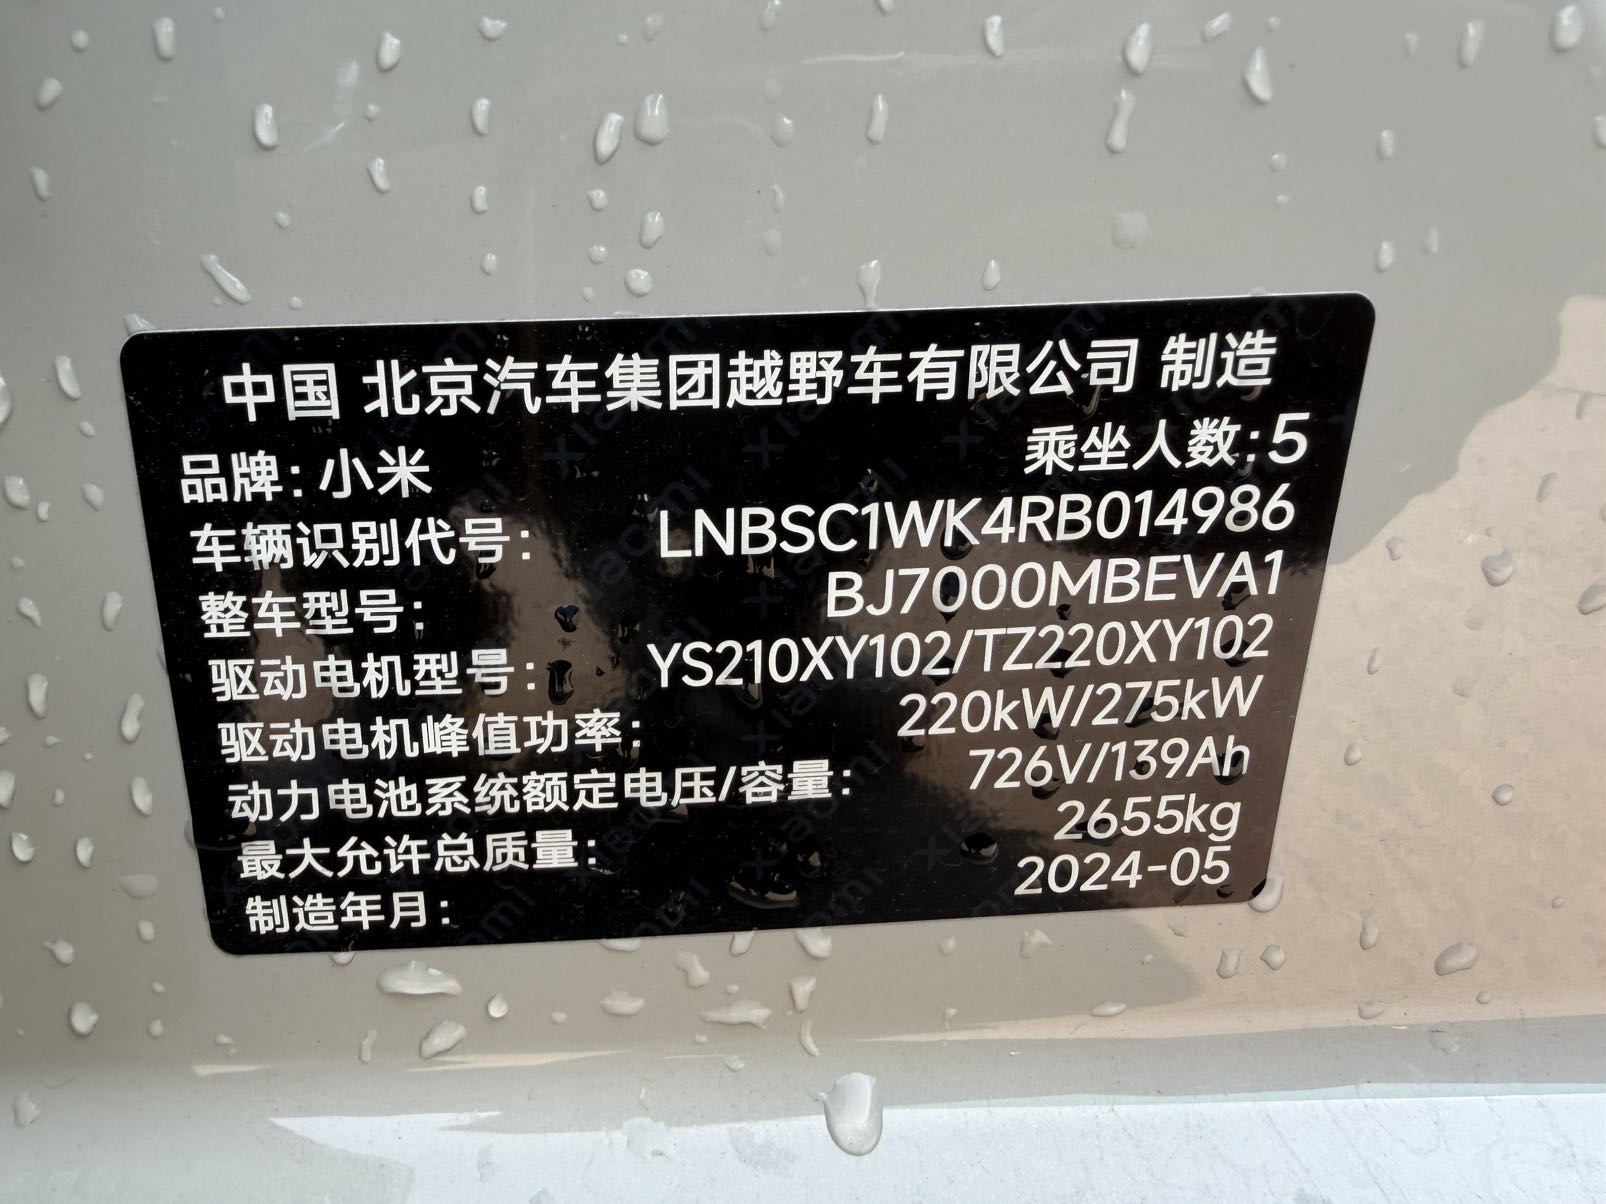 中国 北京汽车集团越野车有限公司 制造
品牌：小米 乘坐人数：5
车辆识别代号： LNBSC1WK4RB014986
整车型号： BJ7000MBEVA1
驱动电机型号： YS210XY102/TZ220XY102
驱动电机峰值功率： 220kW/275kW
动力电池系统额定电压/容量： 726V/139Ah
最大允许总质量： 2655kg
制造年月： 2024-05